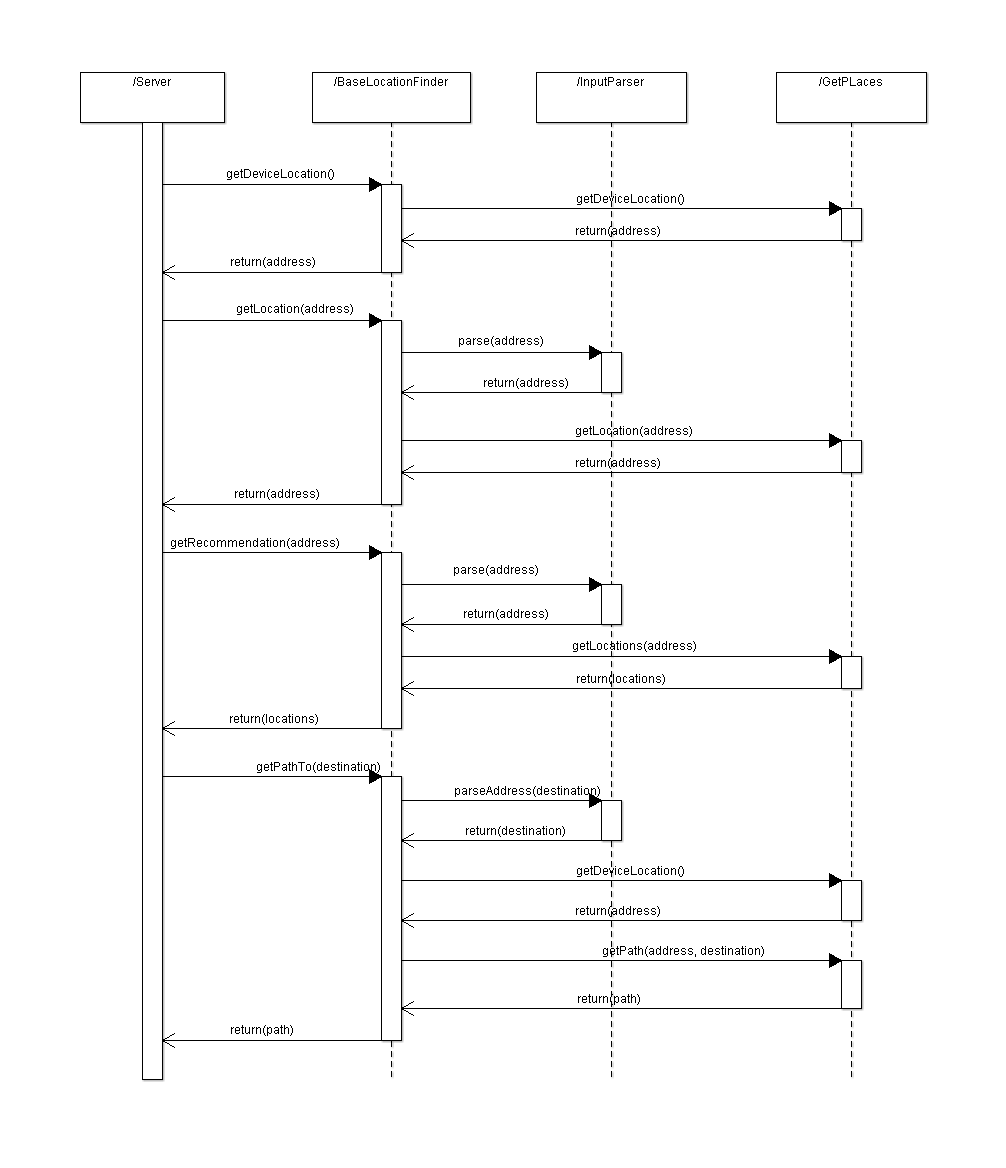 /Server
/BaseLocationFinder
/InputParser
/GetPLaces
getDeviceLocation()
getDeviceLocation()
return(address)
return(address)
getLocation(address)
parse(address)
return(address)
getLocation(address)
return(address)
return(address)
getRecommendation(address)
parse(address)
return(address)
getLocations(address)
return(locations)
return(locations)
getPathTo(destination)
parseAddress(destination)
return(destination)
getDeviceLocation()
return(address)
getPath(address, destination)
return(path)
return(path)